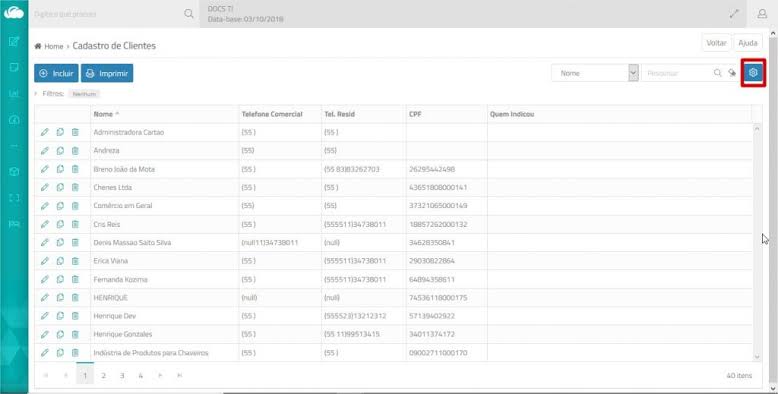 Digite o que procura
DOCS TI
Data-base: 03/10/2018
Home › Cadastro de Clientes
Voltar Ajuda
Incluir Imprimir Nome Pesquisar
Filtros: Nenhum
Nome Telefone Comercial Tel. Resid CPF Quem Indicou
Administradora Cartao (55 ) (55 )
Andreza (55) (55)
Breno João da Mota (55 ) (55 83)83262703 26295442498
Chenes Ltda (55 ) (55 ) 43651808000141
Comércio em Geral (55) (55) 37321065000149
Cris Reis (55 ) (555511)34738011 18857262000132
Denis Massao Saito Silva (null11)34738011 (null) 34628350841
Erica Viana (55 ) (555511)34738011 29030822864
Fernanda Kozima (55 ) (555511)34738011 64894358611
HENRIQUE (null) (null) 74536118000175
Henrique Dev (55 ) (555523)13212312 57139402922
Henrique Gonzales (55 ) (55 11)99513415 34011374172
Indústria de Produtos para Chaveiros (55 ) (55 ) 09002711000170
1 2 3 4 40 itens